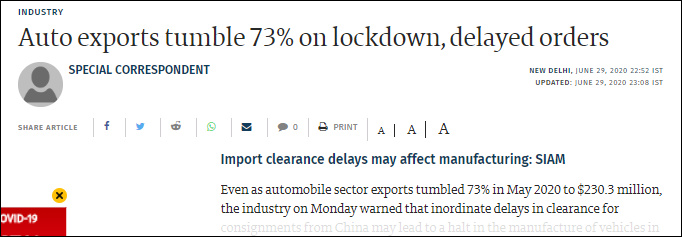 INDUSTRY
Auto exports tumble 73% on lockdown, delayed orders
SPECIAL CORRESPONDENT
NEW DELHI, JUNE 29, 2020 22:52 IST
UPDATED: JUNE 29, 2020 23:08 IST
SHARE ARTICLE 0 PRINT A A A
Import clearance delays may affect manufacturing: SIAM
Even as automobile sector exports tumbled 73% in May 2020 to $230.3 million,
the industry on Monday warned that inordinate delays in clearance for
consignments from China may lead to a halt in the manufacture of vehicles in
OVID-19